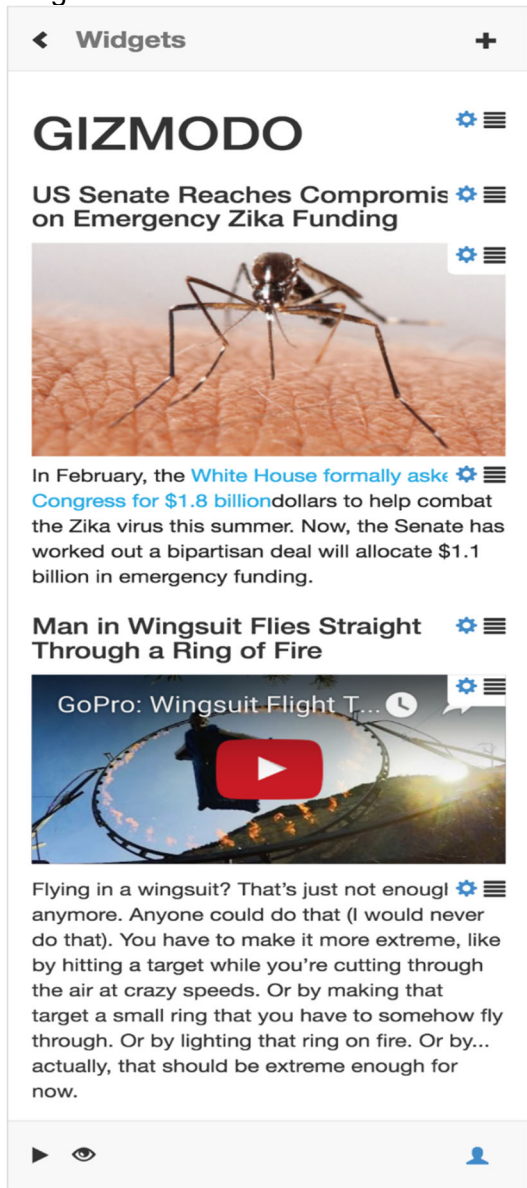 Widgets
GIZMODO
US Senate Reaches Compromis
on Emergency Zika Funding
In February, the White House formally aske
Congress for $1.8 billiondollars to help combat
the Zika virus this summer. Now, the Senate has
worked out a bipartisan deal will allocate $1.1
billion in emergency funding.
Man in Wingsuit Flies Straight
Through a Ring of Fire
GoPro: Wingsuit Flight T...
Flying in a wingsuit? That's just not enougl
anymore. Anyone could do that (I would never
do that). You have to make it more extreme, like
by hitting a target while you're cutting through
the air at crazy speeds. Or by making that
target a small ring that you have to somehow fly
through. Or by lighting that ring on fire. Or by...
actually, that should be extreme enough for
now.